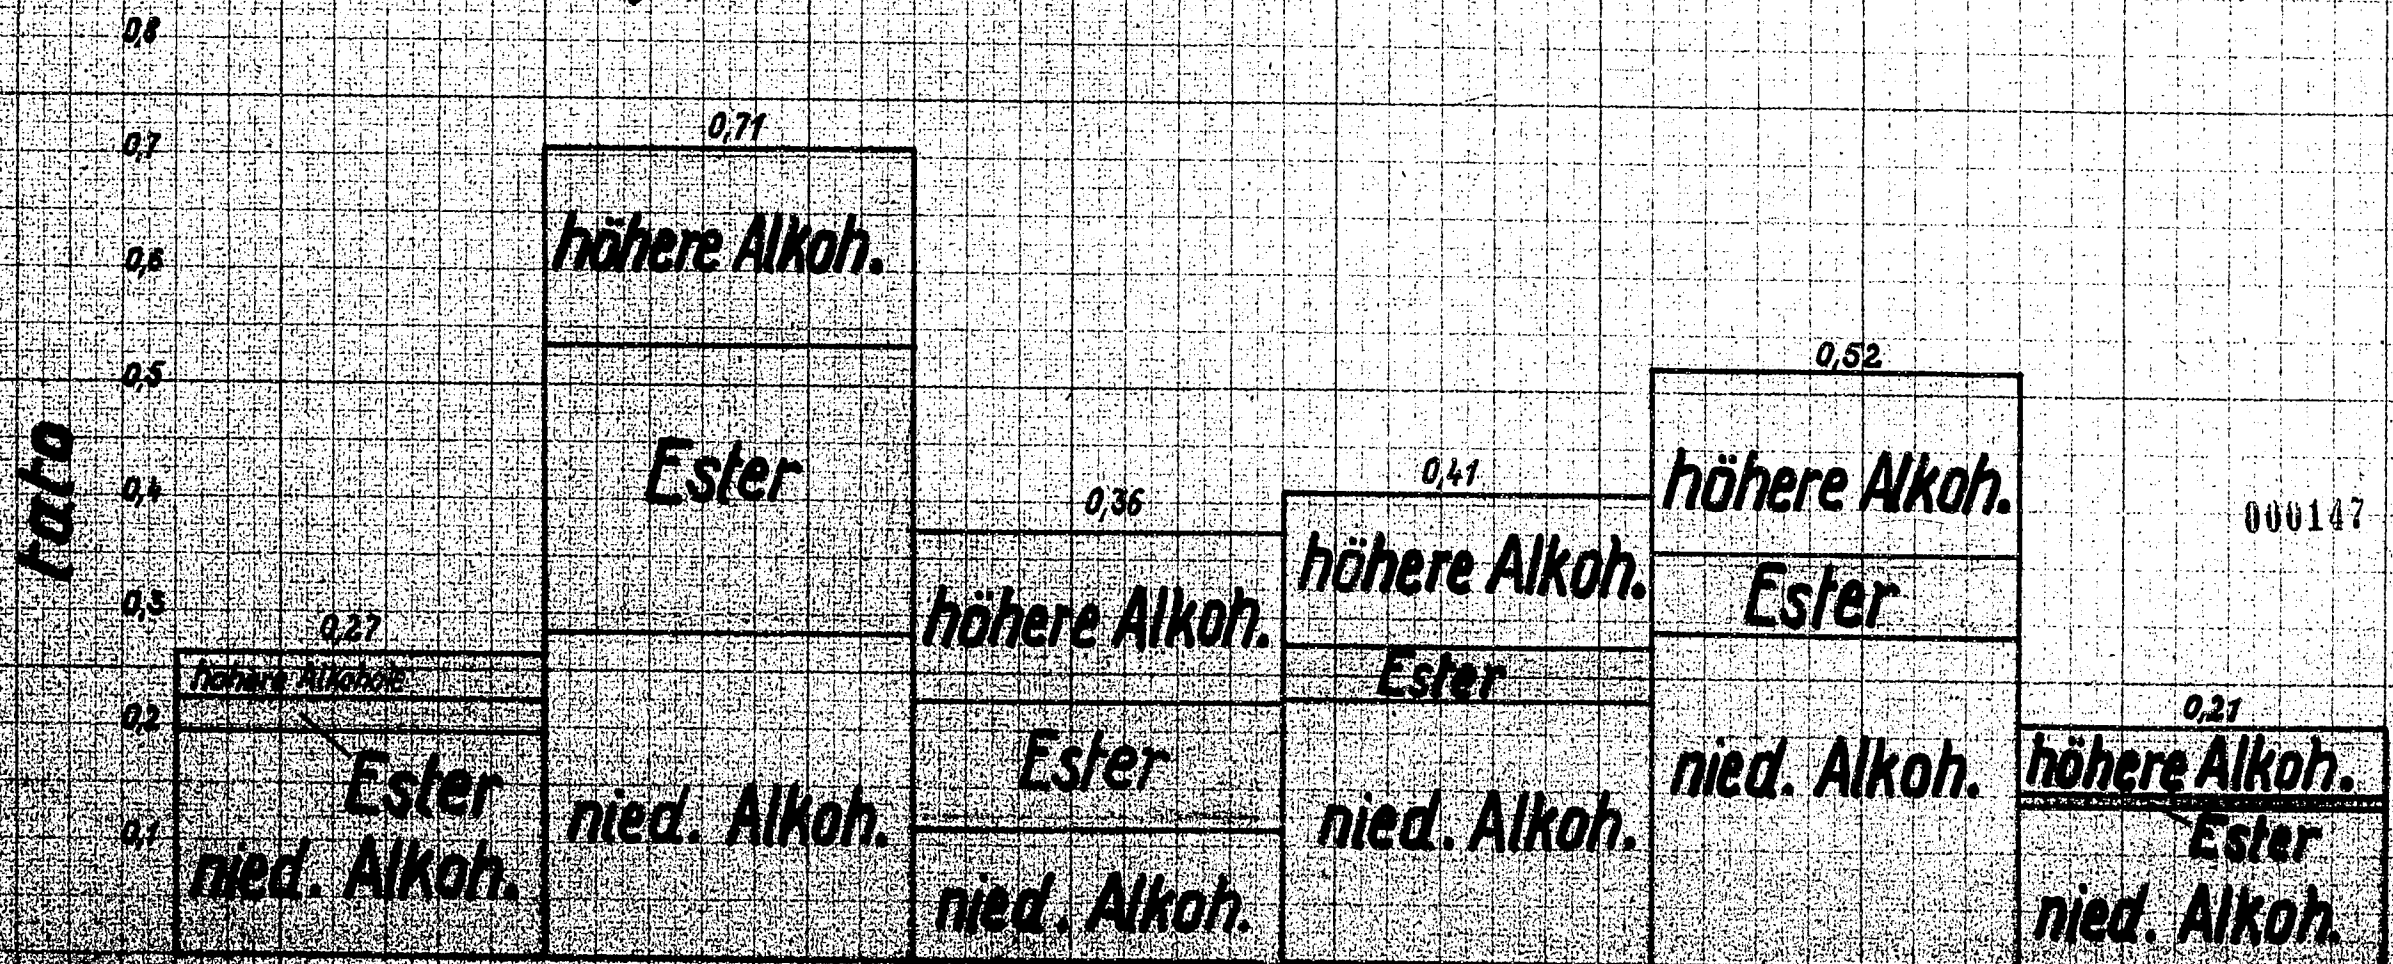 0,8
0,7
0,6
0,5
0,4
0,3
0,2
0,1
tato
0,27
höhere Alkohole
Ester
nied. Alkoh.
0,71
höhere Alkoh.
Ester
nied. Alkoh.
0,36
höhere Alkoh.
Ester
nied. Alkoh.
0,41
höhere Alkoh.
Ester
nied. Alkoh.
0,52
höhere Alkoh.
Ester
nied. Alkoh.
0,21
höhere Alkoh.
Ester
nied. Alkoh.
000147